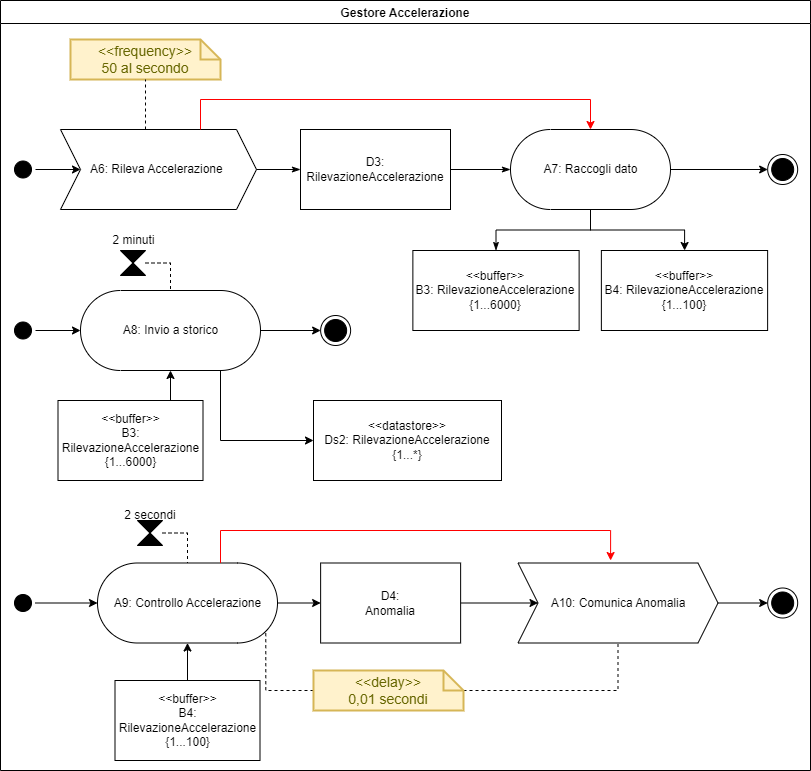 Gestore Accelerazione
<<frequency>>
50 al secondo
A6: Rileva Accelerazione
D3:
RilevazioneAccelerazione
A7: Raccogli dato
<<buffer>>
B3: RilevazioneAccelerazione
{1...6000}
<<buffer>>
B4: RilevazioneAccelerazione
{1...100}
2 minuti
A8: Invio a storico
<<buffer>>
B3:
RilevazioneAccelerazione
{1...6000}
<<datastore>>
Ds2: RilevazioneAccelerazione
{1...*}
2 secondi
A9: Controllo Accelerazione
D4:
Anomalia
A10: Comunica Anomalia
<<delay>>
0,01 secondi
<<buffer>>
B4:
RilevazioneAccelerazione
{1...100}